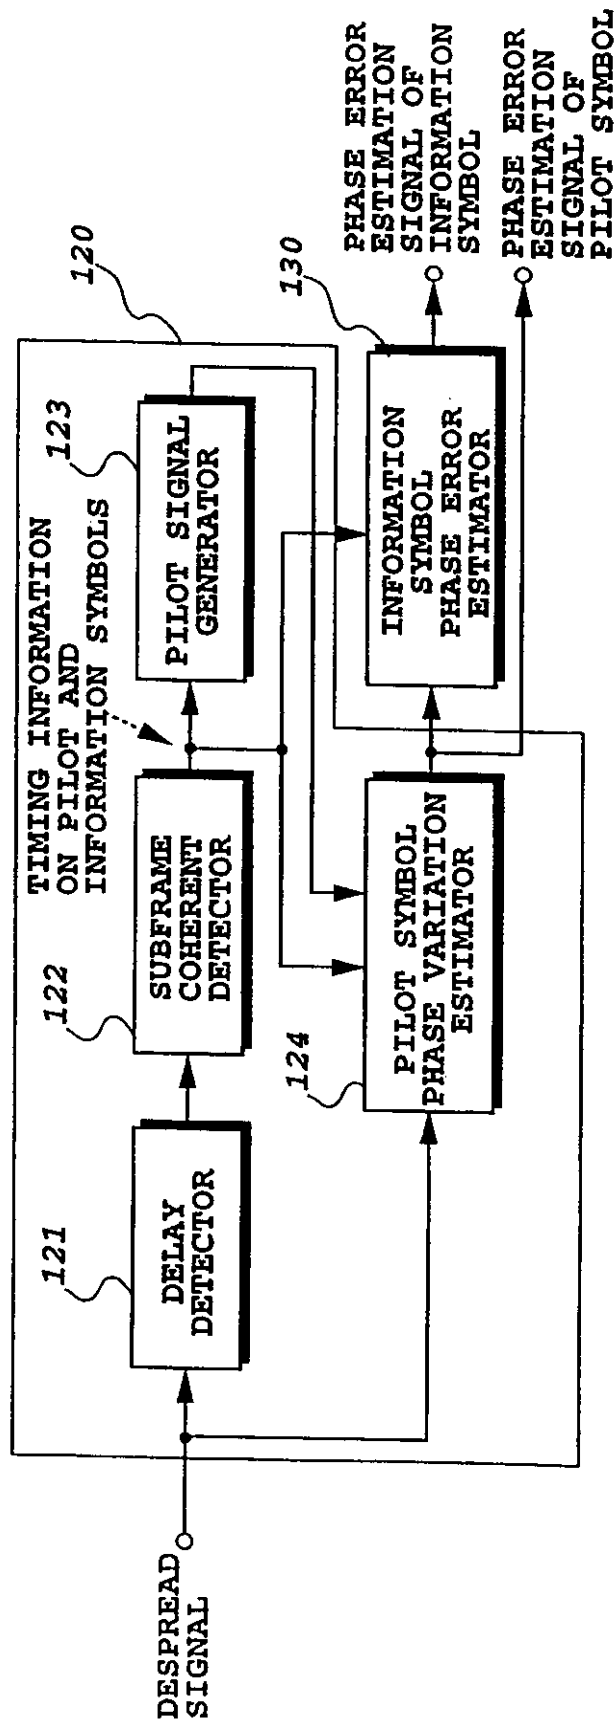 DESPREAD
SIGNAL
121
DELAY
DETECTOR
122
SUBFRAME
COHERENT
DETECTOR
TIMING INFORMATION
ON PILOT AND
INFORMATION SYMBOLS
123
PILOT SIGNAL
GENERATOR
120
124
PILOT SYMBOL
PHASE VARIATION
ESTIMATOR
130
INFORMATION
SYMBOL
PHASE ERROR
ESTIMATOR
PHASE ERROR
ESTIMATION
SIGNAL OF
INFORMATION
SYMBOL
PHASE ERROR
ESTIMATION
SIGNAL OF
PILOT SYMBOL